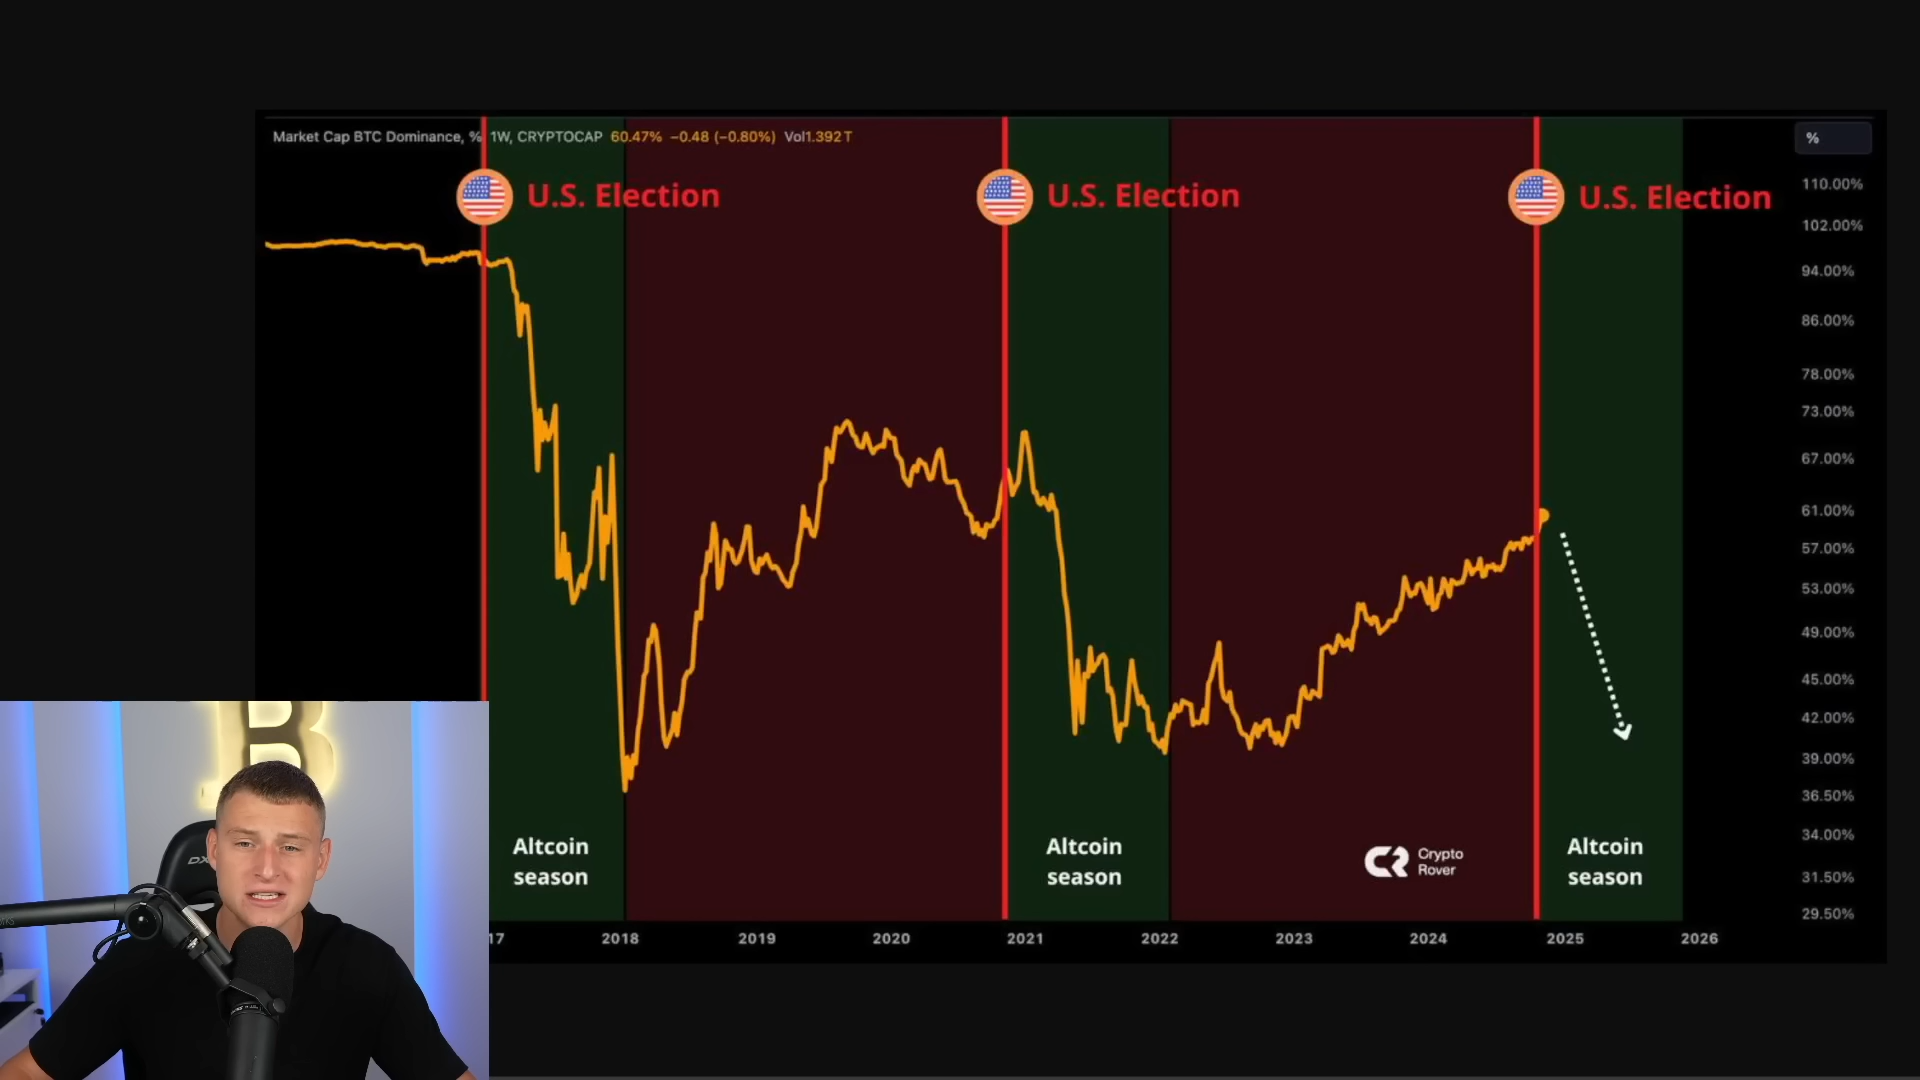 Market Cap BTC Dominance, % 1W, CRYPTOCAP 60.47% −0.48 (−0.80%) Vol1.392T
%
U.S. Election
U.S. Election
U.S. Election
110.00%
102.00%
94.00%
86.00%
78.00%
73.00%
67.00%
61.00%
57.00%
53.00%
49.00%
45.00%
42.00%
39.00%
36.50%
34.00%
31.50%
29.50%
Altcoin
season
Altcoin
season
Crypto
Rover
Altcoin
season
17
2018
2019
2020
2021
2022
2023
2024
2025
2026
B
DX